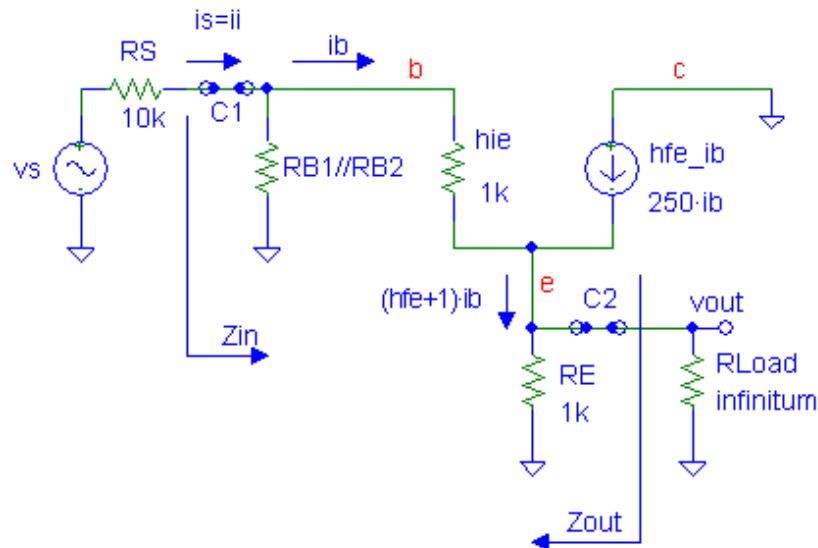 is=ii
RS
ib
b
c
10k
C1
vs
RB1//RB2
hie
1k
hfe_ib
250·ib
e
(hfe+1)·ib
C2
vout
Zin
RE
1k
RLoad
infinitum
Zout